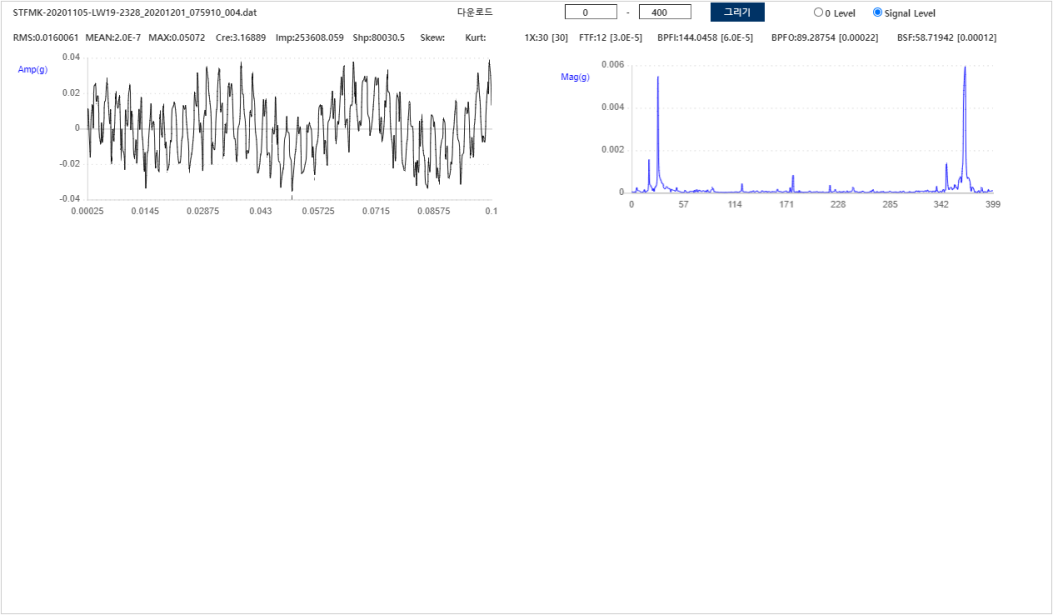 STFMK-20201105-LW19-2328_20201201_075910_004.dat 다운로드 0 - 400 그리기 0 Level Signal Level
RMS:0.0160061 MEAN:2.0E-7 MAX:0.05072 Cre:3.16889 Imp:253608.059 Shp:80030.5 Skew: Kurt: 1X:30 [30] FTF:12 [3.0E-5] BPFI:144.0458 [6.0E-5] BPFO:89.28754 [0.00022] BSF:58.71942 [0.00012]
Amp(g)
0.04
0.02
0
-0.02
-0.04
0.00025 0.0145 0.02875 0.043 0.05725 0.0715 0.08575 0.1
Mag(g)
0.006
0.004
0.002
0
0 57 114 171 228 285 342 399